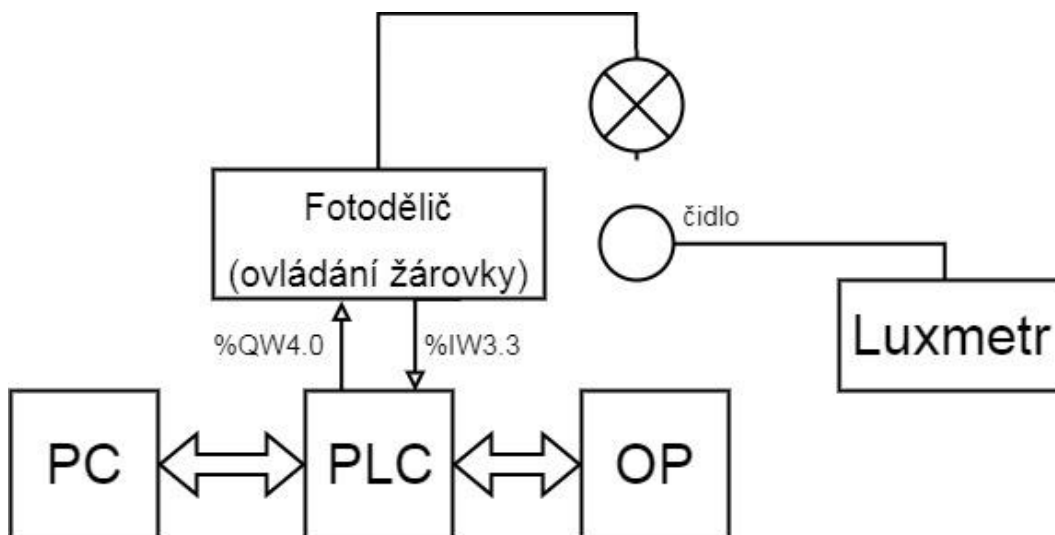 Fotodělič
(ovládání žárovky)
čidlo
%QW4.0
%IW3.3
Luxmetr
PC
PLC
OP